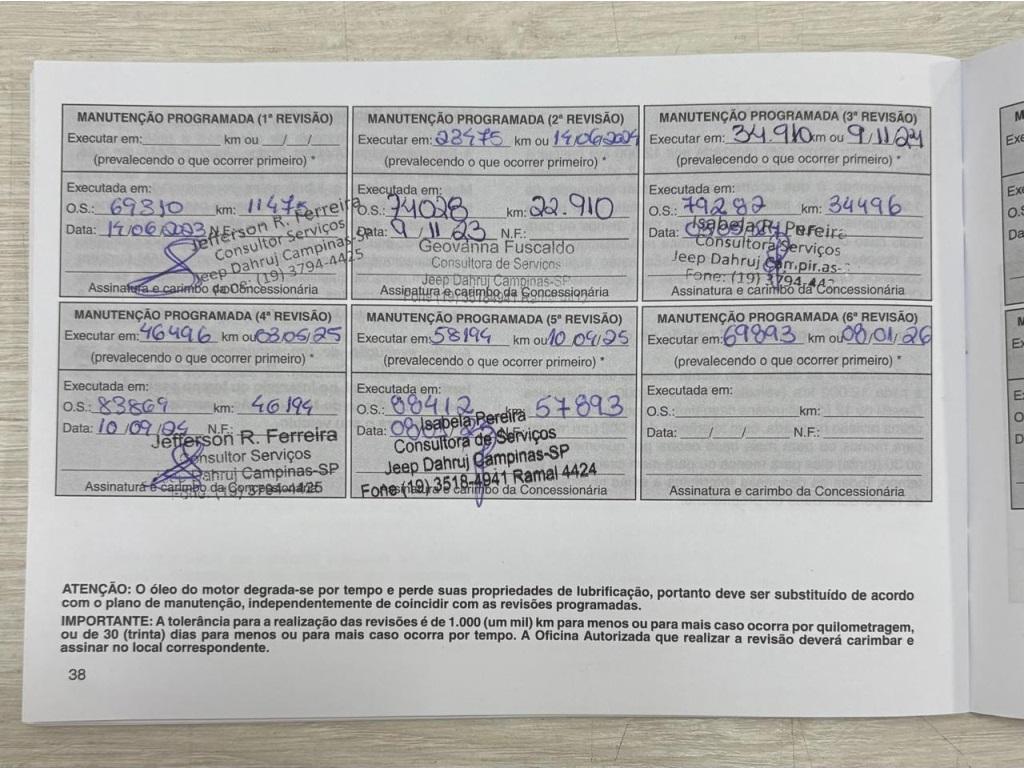 MANUTENÇÃO PROGRAMADA (1ª REVISÃO)
Executar em: km ou / /
(prevalecendo o que ocorrer primeiro) *
Executada em:
O.S.: 69310 km: 11475
Data: 14/06/2023 N.F.:
Jefferson R. Ferreira
Consultor Serviços
Jeep Dahruj Campinas-SP
(19) 3794-4425
Assinatura e carimbo da Concessionária
MANUTENÇÃO PROGRAMADA (2ª REVISÃO)
Executar em: 23475 km ou 14/06/2024
(prevalecendo o que ocorrer primeiro) *
Executada em:
O.S.: 74028 km: 22.910
Data: 9/11/23 N.F.:
Geovanna Fuscaldo
Consultora de Serviços
Jeep Dahruj Campinas-SP
Assinatura e carimbo da Concessionária
MANUTENÇÃO PROGRAMADA (3ª REVISÃO)
Executar em: 34.910 km ou 9/11/24
(prevalecendo o que ocorrer primeiro) *
Executada em:
O.S.: 79282 km: 34496
Data:
Isabela R. Pereira
Consultora Serviços
Jeep Dahruj
Fone: (19) 3794-442
Assinatura e carimbo da Concessionária
MANUTENÇÃO PROGRAMADA (4ª REVISÃO)
Executar em: 46496 km ou 03/05/25
(prevalecendo o que ocorrer primeiro) *
Executada em:
O.S.: 83869 km: 46194
Data: 10/09/24 N.F.:
Jefferson R. Ferreira
Consultor Serviços
Dahruj Campinas-SP
Assinatura e carimbo da Concessionária
MANUTENÇÃO PROGRAMADA (5ª REVISÃO)
Executar em: 58194 km ou 10/09/25
(prevalecendo o que ocorrer primeiro) *
Executada em:
O.S.: 88412 km: 57893
Data: N.F.:
Isabela Pereira
Consultora de Serviços
Jeep Dahruj Campinas-SP
Fone (19) 3518-4941 Ramal 4424
Assinatura e carimbo da Concessionária
MANUTENÇÃO PROGRAMADA (6ª REVISÃO)
Executar em: 69893 km ou 08/01/26
(prevalecendo o que ocorrer primeiro) *
Executada em:
O.S.: km:
Data: / / N.F.:
Assinatura e carimbo da Concessionária
ATENÇÃO: O óleo do motor degrada-se por tempo e perde suas propriedades de lubrificação, portanto deve ser substituído de acordo
com o plano de manutenção, independentemente de coincidir com as revisões programadas.
IMPORTANTE: A tolerância para a realização das revisões é de 1.000 (um mil) km para menos ou para mais caso ocorra por quilometragem,
ou de 30 (trinta) dias para menos ou para mais caso ocorra por tempo. A Oficina Autorizada que realizar a revisão deverá carimbar e
assinar no local correspondente.
38